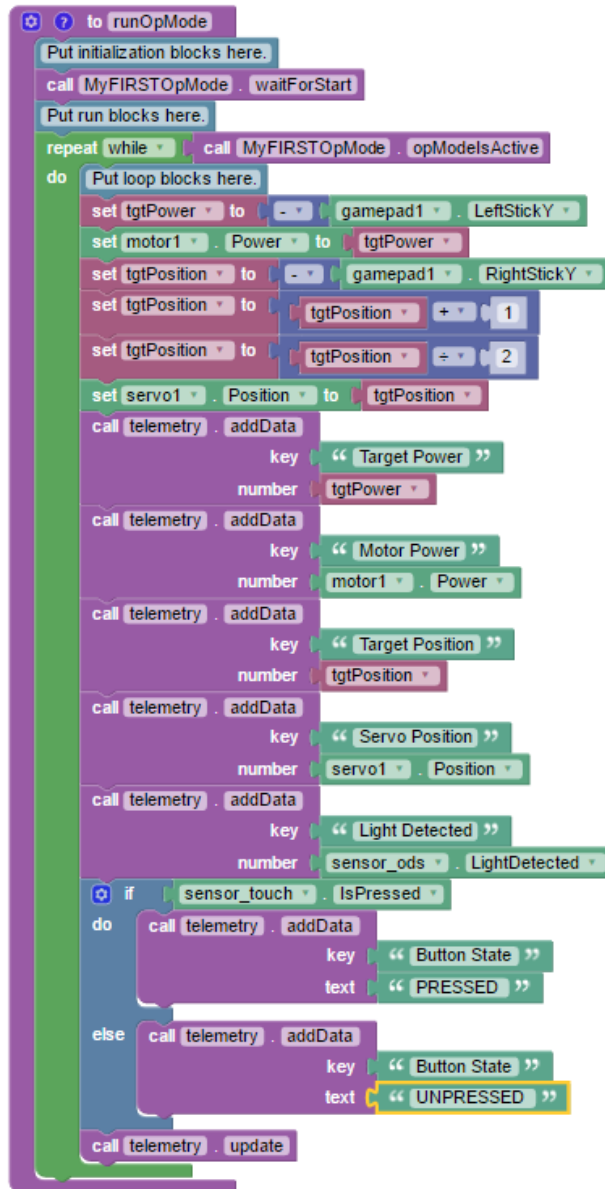 ? to runOpMode
Put initialization blocks here.
call MyFIRSTOpMode . waitForStart
Put run blocks here.
repeat while call MyFIRSTOpMode . opModeIsActive
do Put loop blocks here.
set tgtPower to - gamepad1 . LeftStickY
set motor1 . Power to tgtPower
set tgtPosition to - gamepad1 . RightStickY
set tgtPosition to tgtPosition + 1
set tgtPosition to tgtPosition ÷ 2
set servo1 . Position to tgtPosition
call telemetry . addData
key “ Target Power ”
number tgtPower
call telemetry . addData
key “ Motor Power ”
number motor1 . Power
call telemetry . addData
key “ Target Position ”
number tgtPosition
call telemetry . addData
key “ Servo Position ”
number servo1 . Position
call telemetry . addData
key “ Light Detected ”
number sensor_ods . LightDetected
if sensor_touch . IsPressed
do call telemetry . addData
key “ Button State ”
text “ PRESSED ”
else call telemetry . addData
key “ Button State ”
text “ UNPRESSED ”
call telemetry . update